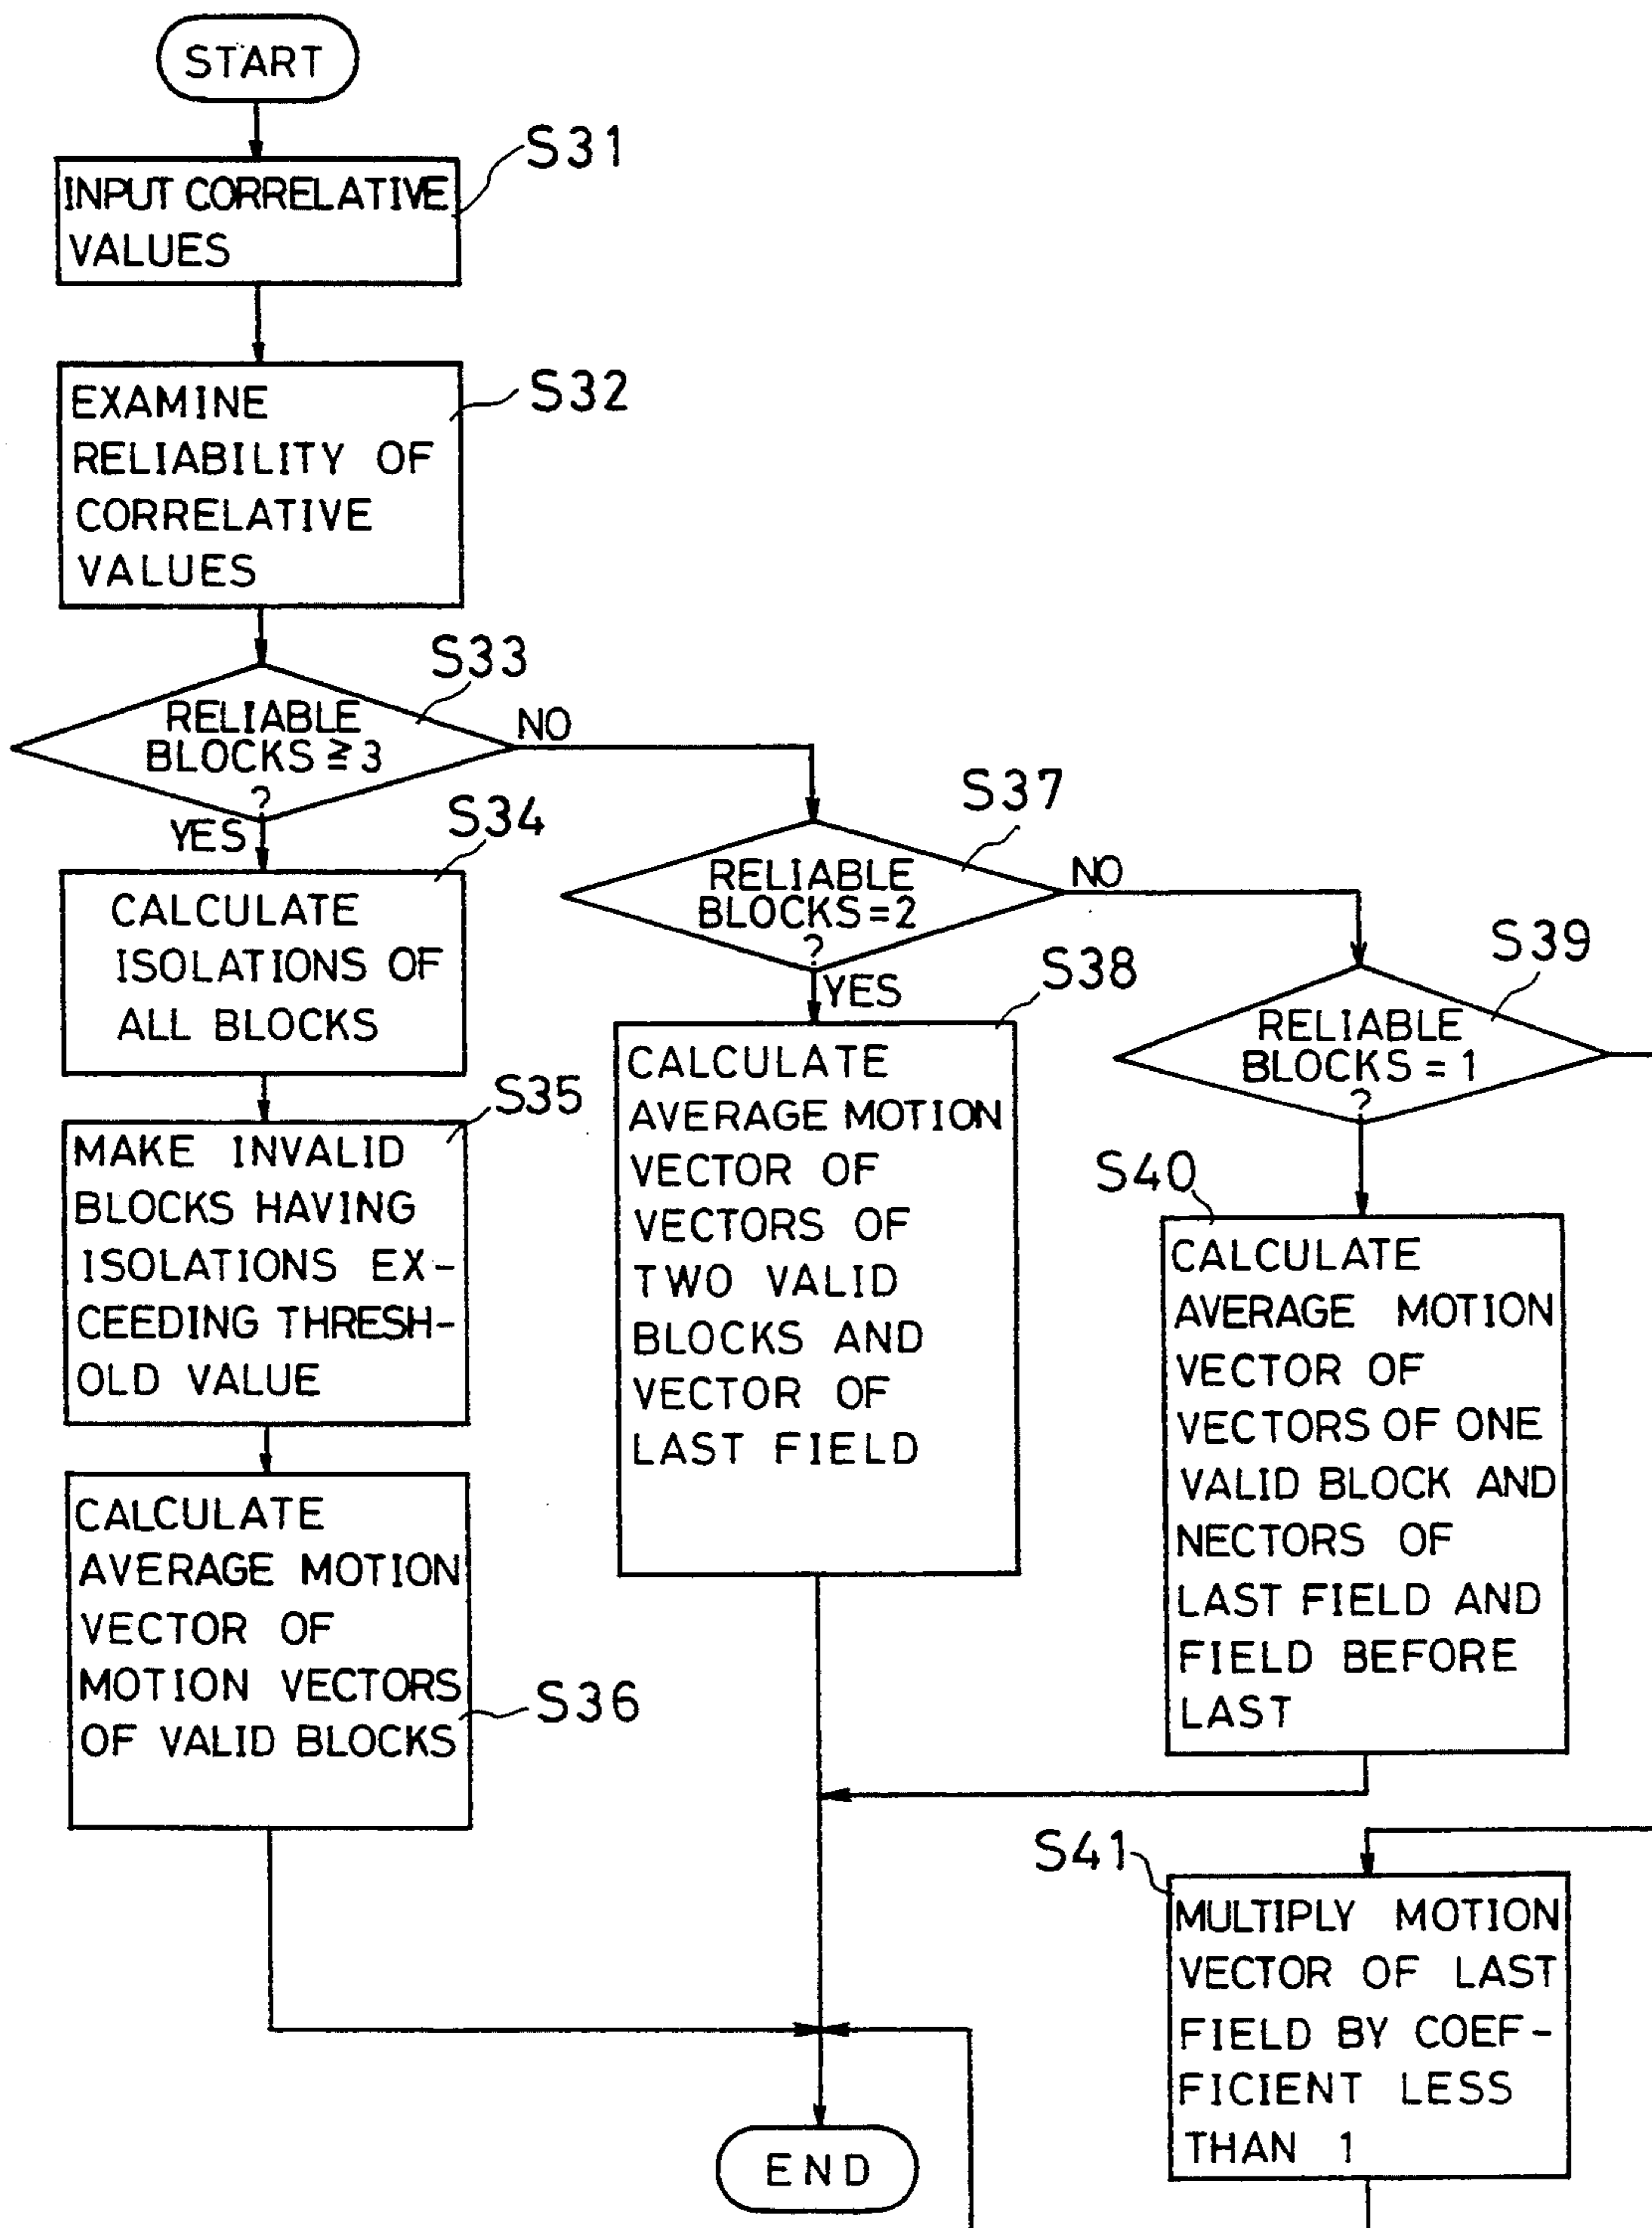 START
S31
INPUT CORRELATIVE
VALUES
S32
EXAMINE
RELIABILITY OF
CORRELATIVE
VALUES
S33
RELIABLE
BLOCKS ≧ 3
?
NO
YES
S34
CALCULATE
ISOLATIONS OF
ALL BLOCKS
S35
MAKE INVALID
BLOCKS HAVING
ISOLATIONS EX-
CEEDING THRESH-
OLD VALUE
S36
CALCULATE
AVERAGE MOTION
VECTOR OF
MOTION VECTORS
OF VALID BLOCKS
S37
RELIABLE
BLOCKS = 2
?
NO
YES
S38
CALCULATE
AVERAGE MOTION
VECTOR OF
VECTORS OF
TWO VALID
BLOCKS AND
VECTOR OF
LAST FIELD
S39
RELIABLE
BLOCKS = 1
?
S40
CALCULATE
AVERAGE MOTION
VECTOR OF
VECTORS OF ONE
VALID BLOCK AND
NECTORS OF
LAST FIELD AND
FIELD BEFORE
LAST
S41
MULTIPLY MOTION
VECTOR OF LAST
FIELD BY COEF-
FICIENT LESS
THAN 1
END